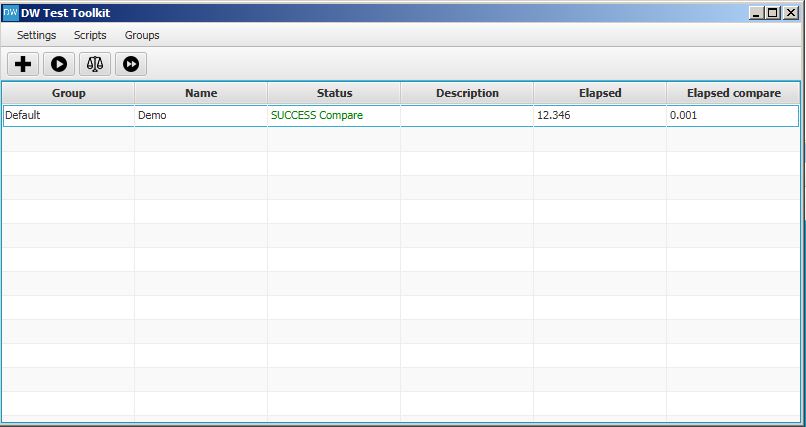 DW DW Test Toolkit
Settings Scripts Groups
Group Name Status Description Elapsed Elapsed compare
Default Demo SUCCESS Compare 12.346 0.001